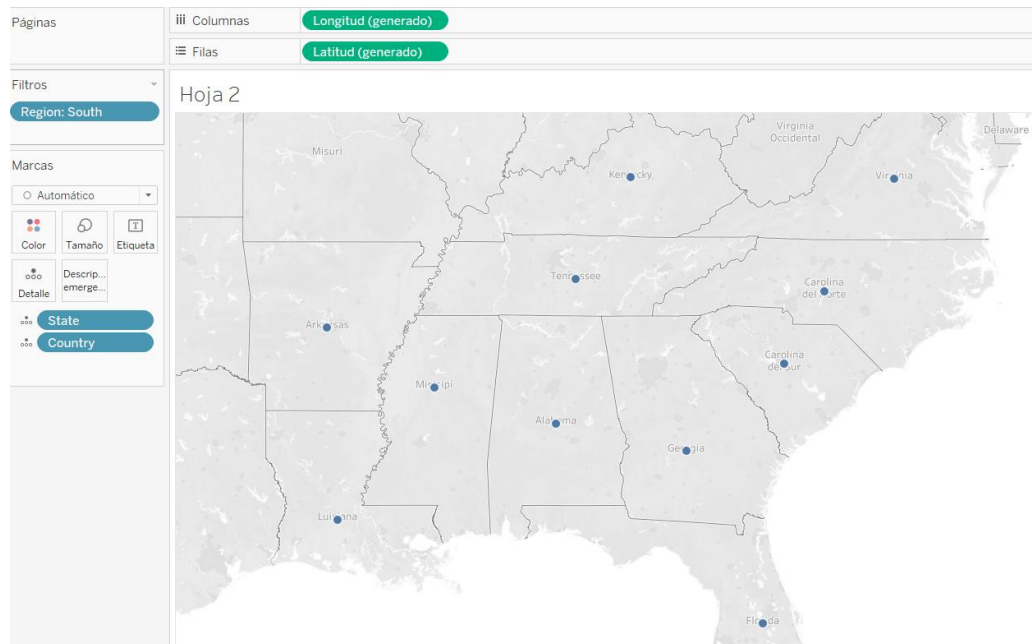 Páginas
Columnas
Longitud (generado)
Filas
Latitud (generado)
Filtros
Region: South
Marcas
Automático
Color
Tamaño
Etiqueta
Detalle
Descrip...
emerge...
State
Country
Hoja 2
Misuri
Virginia
Occidental
Delaware
Kentucky
Virginia
Tennessee
Carolina
del Norte
Arkansas
Carolina
del Sur
Misisipi
Alabama
Georgia
Luisiana
Florida